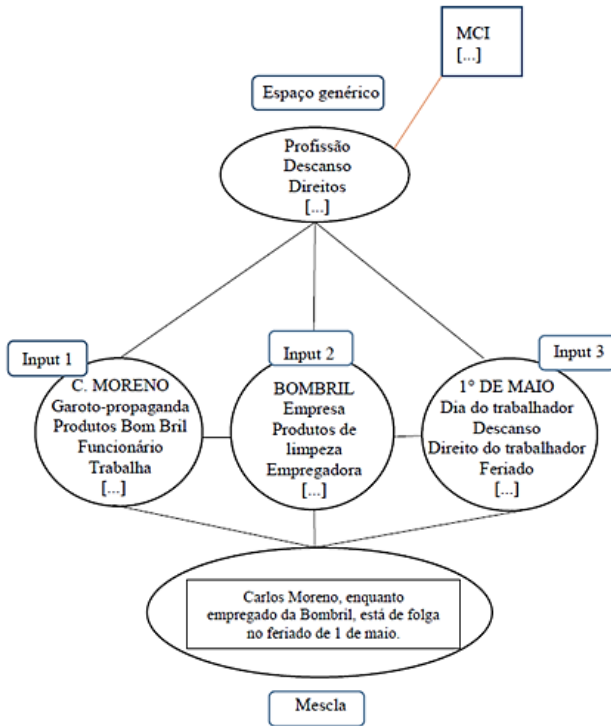 MCI
[...]
Espaço genérico
Profissão
Descanso
Direitos
[...]
Input 1
C. MORENO
Garoto-propaganda
Produtos Bom Bril
Funcionário
Trabalha
[...]
Input 2
BOMBRIL
Empresa
Produtos de
limpeza
Empregadora
[...]
Input 3
1° DE MAIO
Dia do trabalhador
Descanso
Direito do trabalhador
Feriado
[...]
Carlos Moreno, enquanto
empregado da Bombril, está de folga
no feriado de 1 de maio.
Mescla